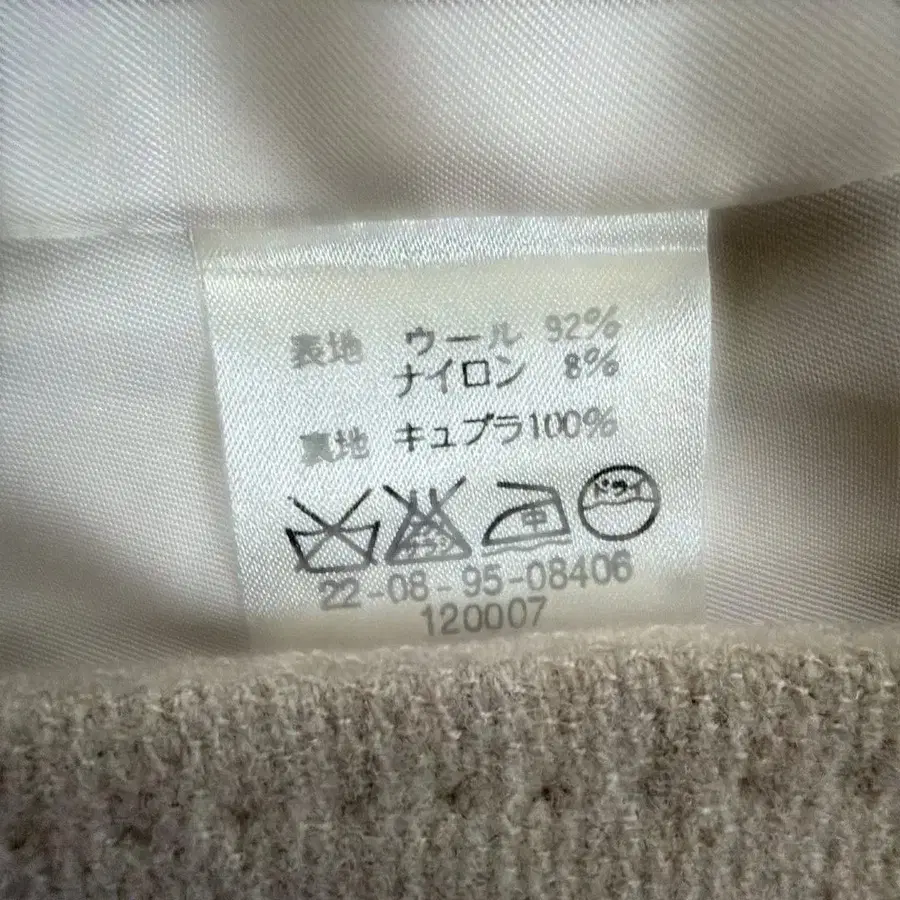 表地 ウール 92%
ナイロン 8%
裏地 キュプラ100%
中 ドライ
22-08-95-08406
120007